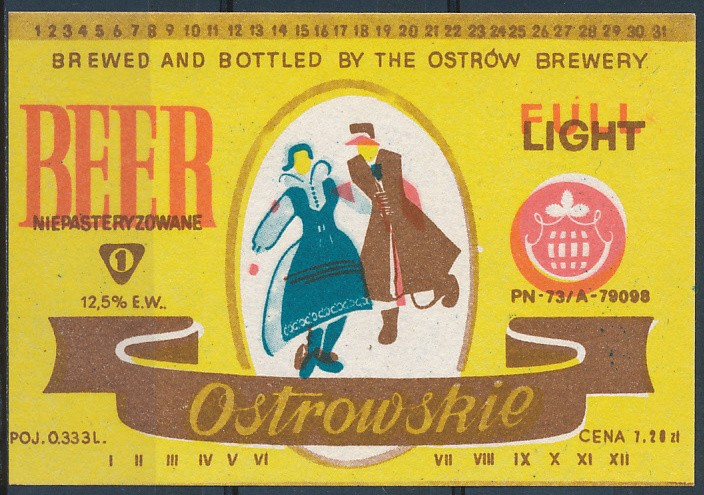 1 2 3 4 5 6 7 8 9 10 11 12 13 14 15 16 17 18 19 20 21 22 23 24 25 26 27 28 29 30 31
BREWED AND BOTTLED BY THE OSTRÓW BREWERY
BEER
FULL
LIGHT
NIEPASTERYZOWANE
1
12,5% E.W..
PN-73/A-79098
Ostrowskie
POJ. 0.333L.
CENA 7.20 zł
I II III IV V VI VII VIII IX X XI XII